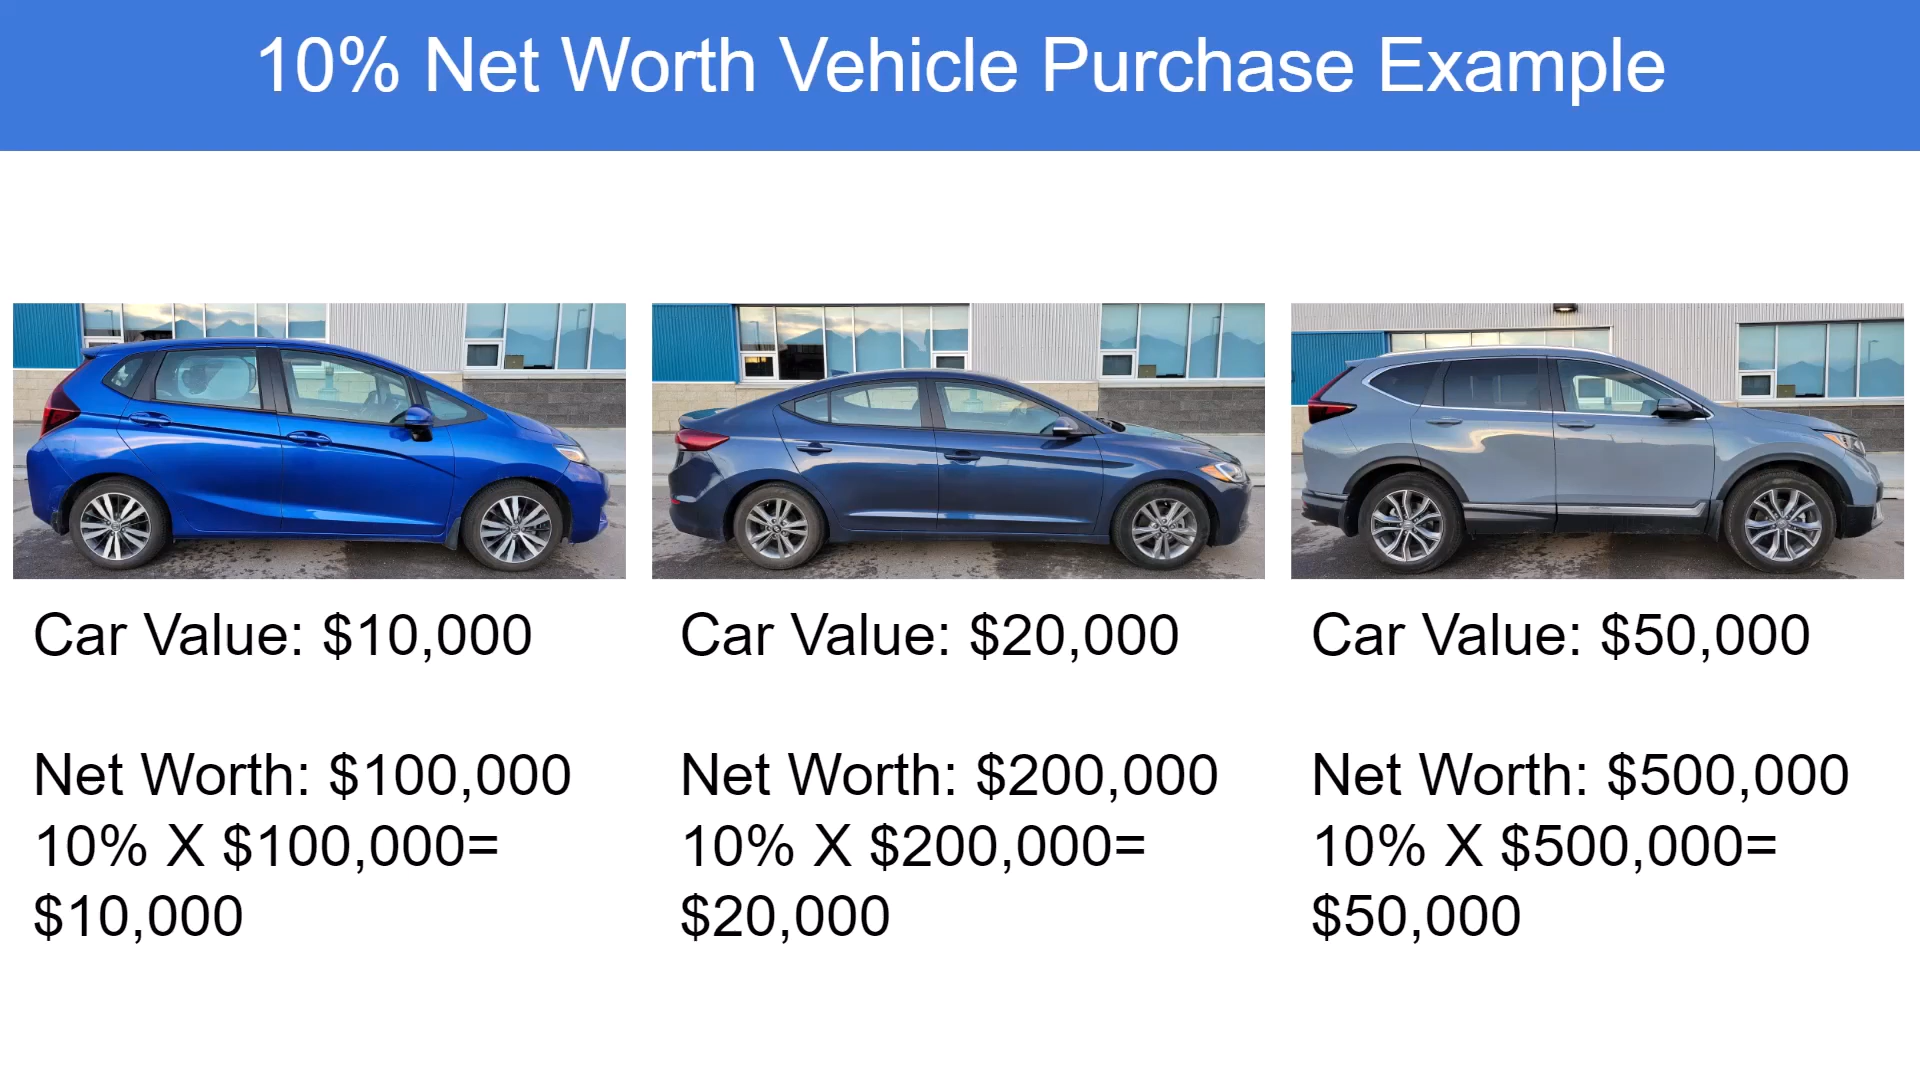 10% Net Worth Vehicle Purchase Example
Car Value: $10,000
Net Worth: $100,000
10% X $100,000=
$10,000
Car Value: $20,000
Net Worth: $200,000
10% X $200,000=
$20,000
Car Value: $50,000
Net Worth: $500,000
10% X $500,000=
$50,000